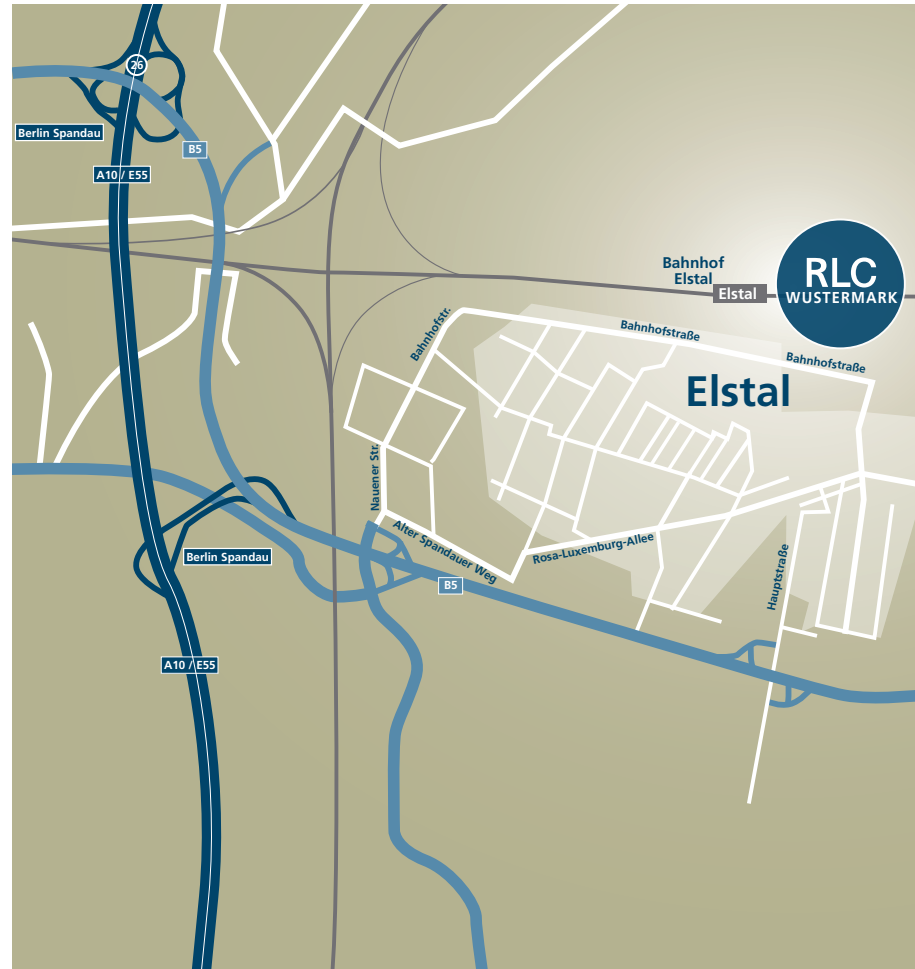 26
Berlin Spandau
B5
A10 / E55
Bahnhof
Elstal
Elstal
RLC
WUSTERMARK
Bahnhofstr.
Bahnhofstraße
Bahnhofstraße
Elstal
Nauener Str.
Alter Spandauer Weg
Rosa-Luxemburg-Allee
Hauptstraße
Berlin Spandau
B5
A10 / E55